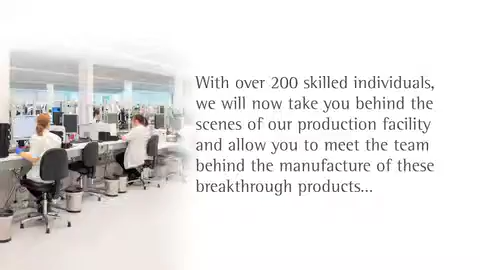 With over 200 skilled individuals,
we will now take you behind the
scenes of our production facility
and allow you to meet the team
behind the manufacture of these
breakthrough products...